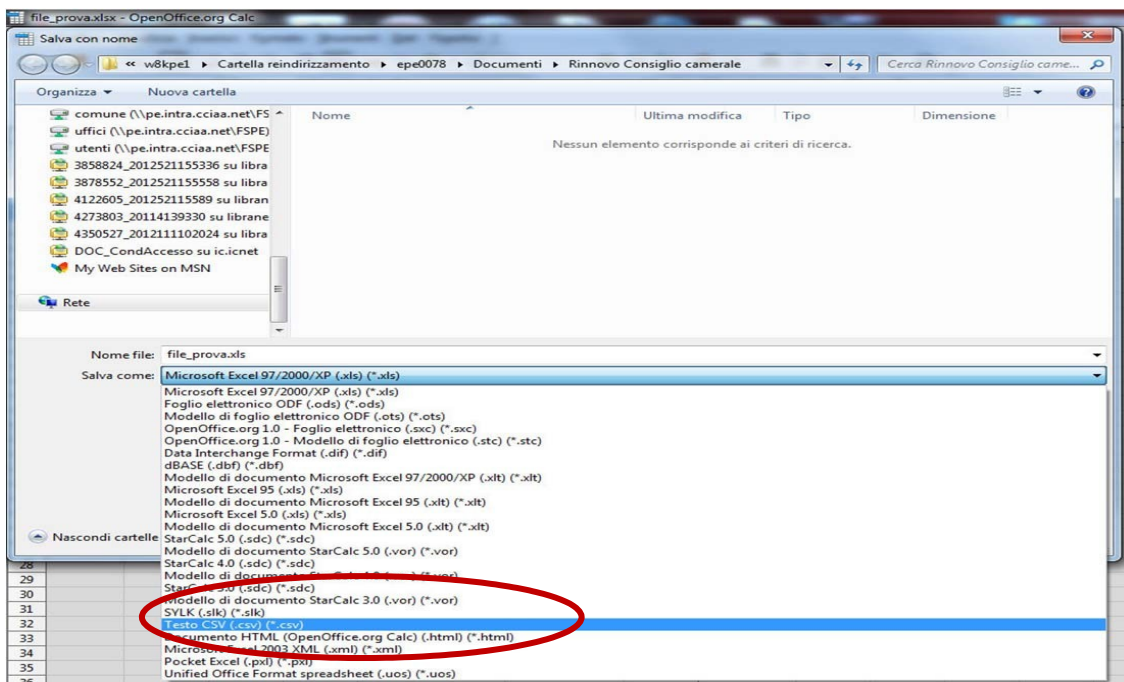 file_prova.xlsx - OpenOffice.org Calc
Salva con nome
« w8kpe1 ▸ Cartella reindirizzamento ▸ epe0078 ▸ Documenti ▸ Rinnovo Consiglio camerale
Cerca Rinnovo Consiglio came...
Organizza
Nuova cartella
Nome
Ultima modifica
Tipo
Dimensione
Nessun elemento corrisponde ai criteri di ricerca.
comune (\\pe.intra.cciaa.net\FS
uffici (\\pe.intra.cciaa.net\FSPE)
utenti (\\pe.intra.cciaa.net\FSPE
3858824_2012521155336 su libra
3878552_2012521155558 su libra
4122605_201252115589 su libran
4273803_20114139330 su librane
4350527_2012111102024 su libra
DOC_CondAccesso su ic.icnet
My Web Sites on MSN
Rete
Nome file: file_prova.xls
Salva come: Microsoft Excel 97/2000/XP (.xls) (*.xls)
Microsoft Excel 97/2000/XP (.xls) (*.xls)
Foglio elettronico ODF (.ods) (*.ods)
Modello di foglio elettronico ODF (.ots) (*.ots)
OpenOffice.org 1.0 - Foglio elettronico (.sxc) (*.sxc)
OpenOffice.org 1.0 - Modello di foglio elettronico (.stc) (*.stc)
Data Interchange Format (.dif) (*.dif)
dBASE (.dbf) (*.dbf)
Modello di documento Microsoft Excel 97/2000/XP (.xlt) (*.xlt)
Microsoft Excel 95 (.xls) (*.xls)
Modello di documento Microsoft Excel 95 (.xlt) (*.xlt)
Microsoft Excel 5.0 (.xls) (*.xls)
Modello di documento Microsoft Excel 5.0 (.xlt) (*.xlt)
Nascondi cartelle
StarCalc 5.0 (.sdc) (*.sdc)
Modello di documento StarCalc 5.0 (.vor) (*.vor)
StarCalc 4.0 (.sdc) (*.sdc)
Modello di documento (*.vor)
StarCalc 3.0 (.sdc) (*.sdc)
Modello di documento StarCalc 3.0 (.vor) (*.vor)
SYLK (.slk) (*.slk)
Testo CSV (.csv) (*.csv)
Documento HTML (OpenOffice.org Calc) (.html) (*.html)
Microsoft Excel 2003 XML (.xml) (*.xml)
Pocket Excel (.pxl) (*.pxl)
Unified Office Format spreadsheet (.uos) (*.uos)
28
29
30
31
32
33
34
35
36